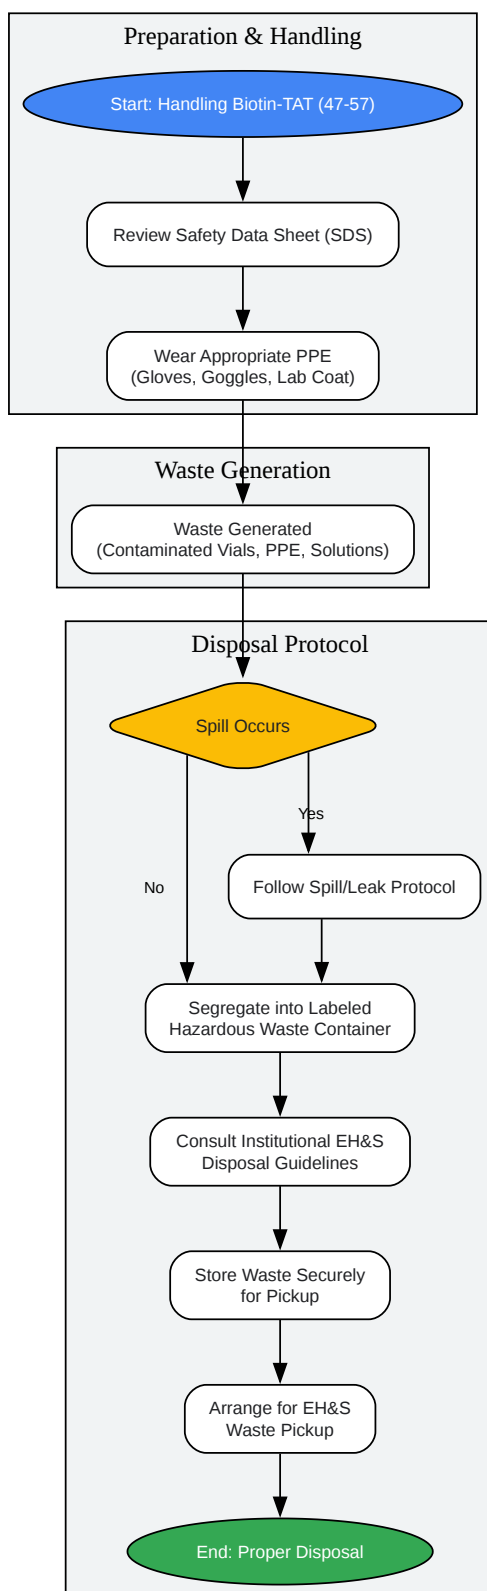 Preparation & Handling
Start: Handling Biotin-TAT (47-57)
Review Safety Data Sheet (SDS)
Wear Appropriate PPE
(Gloves, Goggles, Lab Coat)
Waste Generation
Waste Generated
(Contaminated Vials, PPE, Solutions)
Disposal Protocol
Spill Occurs
Yes
No
Follow Spill/Leak Protocol
Segregate into Labeled
Hazardous Waste Container
Consult Institutional EH&S
Disposal Guidelines
Store Waste Securely
for Pickup
Arrange for EH&S
Waste Pickup
End: Proper Disposal